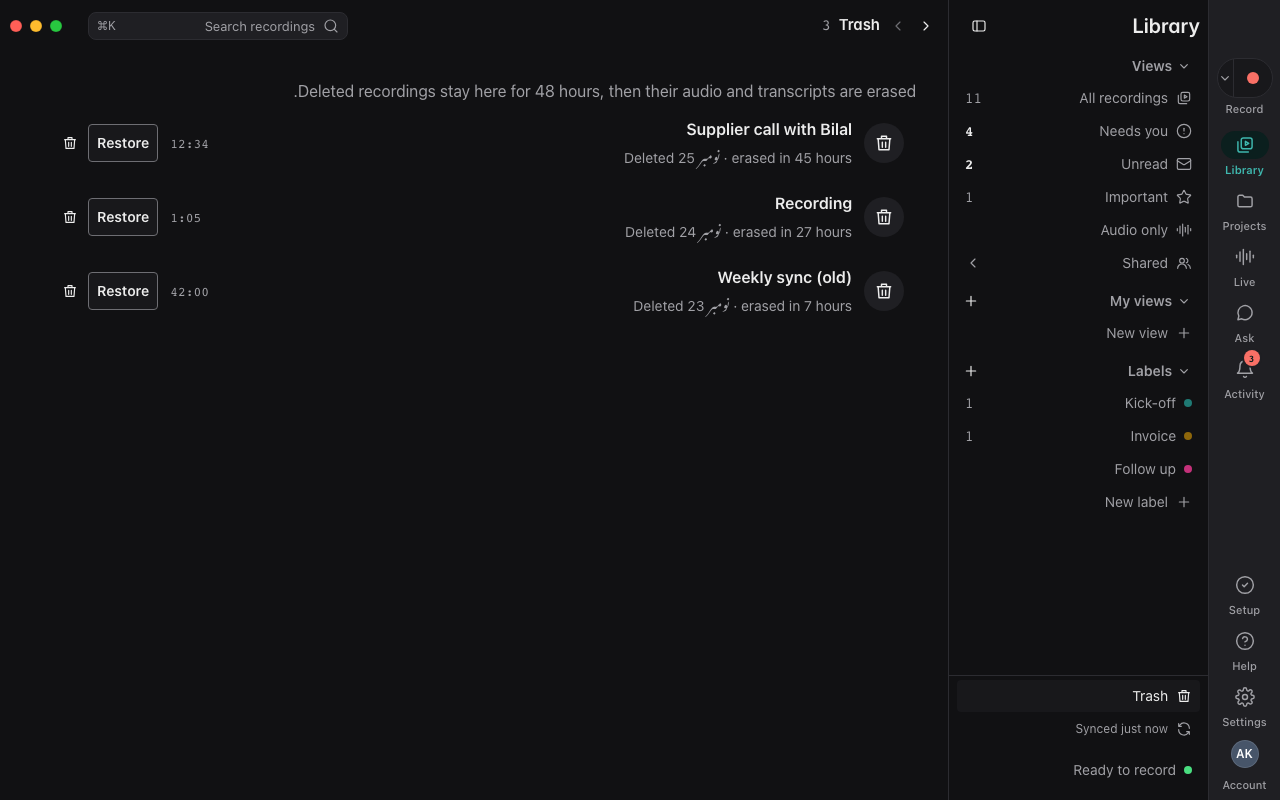 Search recordings ⌘K
Trash 3
Deleted recordings stay here for 48 hours, then their audio and transcripts are erased.
Supplier call with Bilal
Deleted 25 نومبر · erased in 45 hours
12:34
Restore
Recording
Deleted 24 نومبر · erased in 27 hours
1:05
Restore
Weekly sync (old)
Deleted 23 نومبر · erased in 7 hours
42:00
Restore
Library
Views
All recordings 11
Needs you 4
Unread 2
Important 1
Audio only
Shared
My views
New view
Labels
Kick-off 1
Invoice 1
Follow up
New label
Trash
Synced just now
Ready to record
Record
Library
Projects
Live
Ask
3
Activity
Setup
Help
Settings
AK
Account